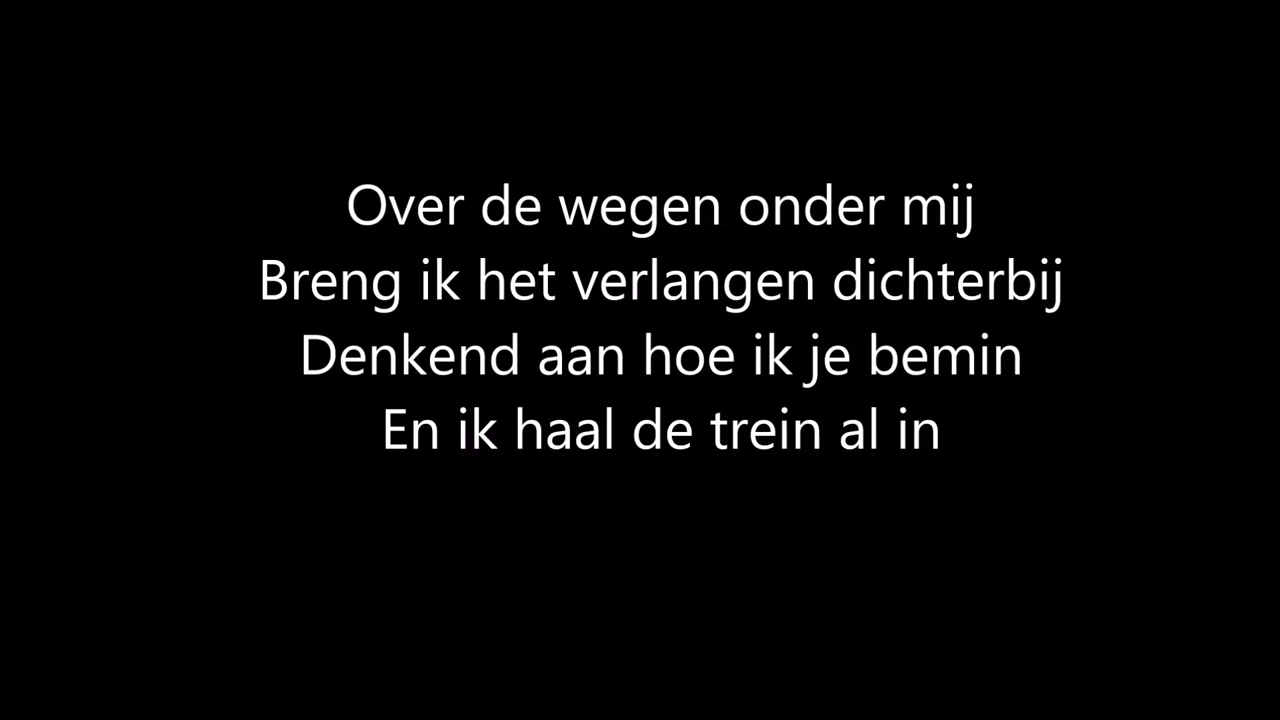 Over de wegen onder mij
Breng ik het verlangen dichterbij
Denkend aan hoe ik je bemin
En ik haal de trein al in